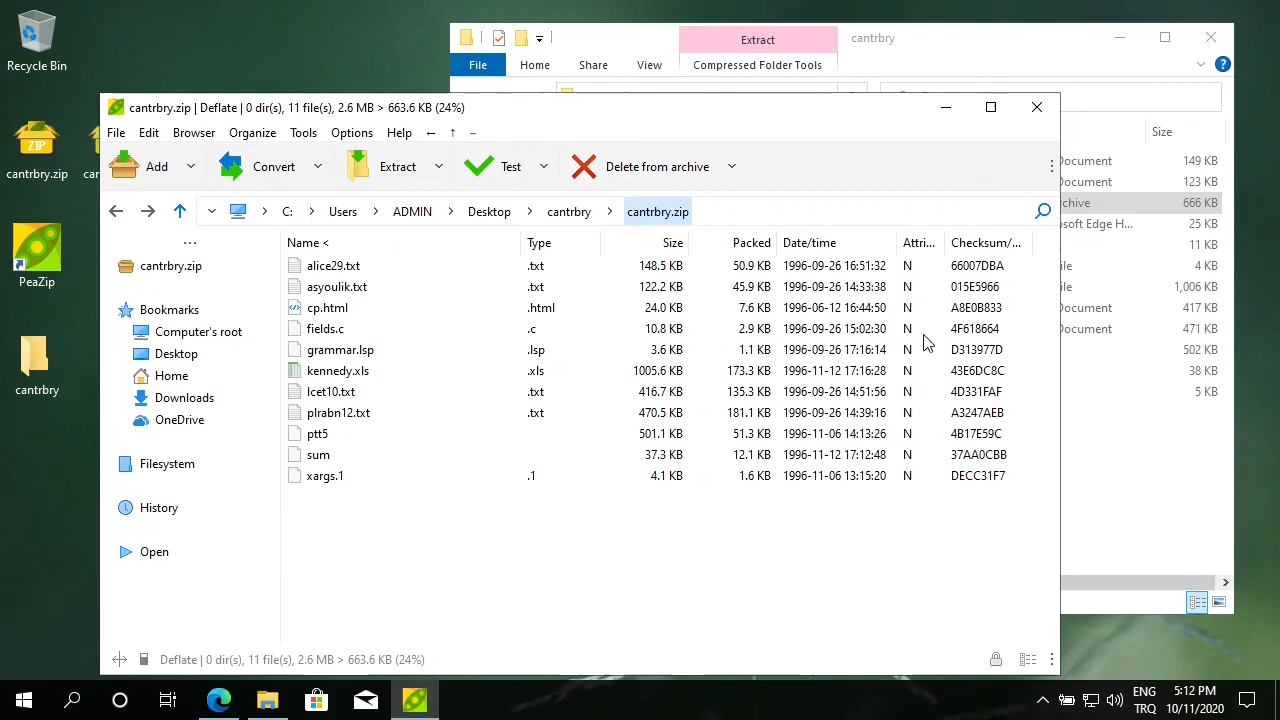 Recycle Bin
ZIP
cantrbry.zip
PeaZip
cantrbry
Extract
cantrbry
File Home Share View Compressed Folder Tools
Size
Document 149 KB
Document 123 KB
666 KB
25 KB
11 KB
4 KB
1,006 KB
Document 417 KB
Document 471 KB
502 KB
38 KB
5 KB
cantrbry.zip | Deflate | 0 dir(s), 11 file(s), 2.6 MB > 663.6 KB (24%)
File Edit Browser Organize Tools Options Help
Add Convert Extract Test Delete from archive
C: Users ADMIN Desktop cantrbry cantrbry.zip
...
cantrbry.zip
Bookmarks
Computer's root
Desktop
Home
Downloads
OneDrive
Filesystem
History
Open
Name < Type Size Packed Date/time Attri... Checksum/...
alice29.txt .txt 148.5 KB 50.9 KB 1996-09-26 16:51:32 N 66007DBA
asyoulik.txt .txt 122.2 KB 45.9 KB 1996-09-26 14:33:38 N 015E5966
cp.html .html 24.0 KB 7.6 KB 1996-06-12 16:44:50 N A8E0B833
fields.c .c 10.8 KB 2.9 KB 1996-09-26 15:02:30 N 4F618664
grammar.lsp .lsp 3.6 KB 1.1 KB 1996-09-26 17:16:14 N D313977D
kennedy.xls .xls 1005.6 KB 173.3 KB 1996-11-12 17:16:28 N 43E6DC8C
lcet10.txt .txt 416.7 KB 135.3 KB 1996-09-26 14:51:56 N 4D331FAF
plrabn12.txt .txt 470.5 KB 181.1 KB 1996-09-26 14:39:16 N A3247AEB
ptt5 501.1 KB 51.3 KB 1996-11-06 14:13:26 N 4B17E59C
sum 37.3 KB 12.1 KB 1996-11-12 17:12:48 N 37AA0CBB
xargs.1 .1 4.1 KB 1.6 KB 1996-11-06 13:15:20 N DECC31F7
Deflate | 0 dir(s), 11 file(s), 2.6 MB > 663.6 KB (24%)
ENG
TRQ
5:12 PM
10/11/2020